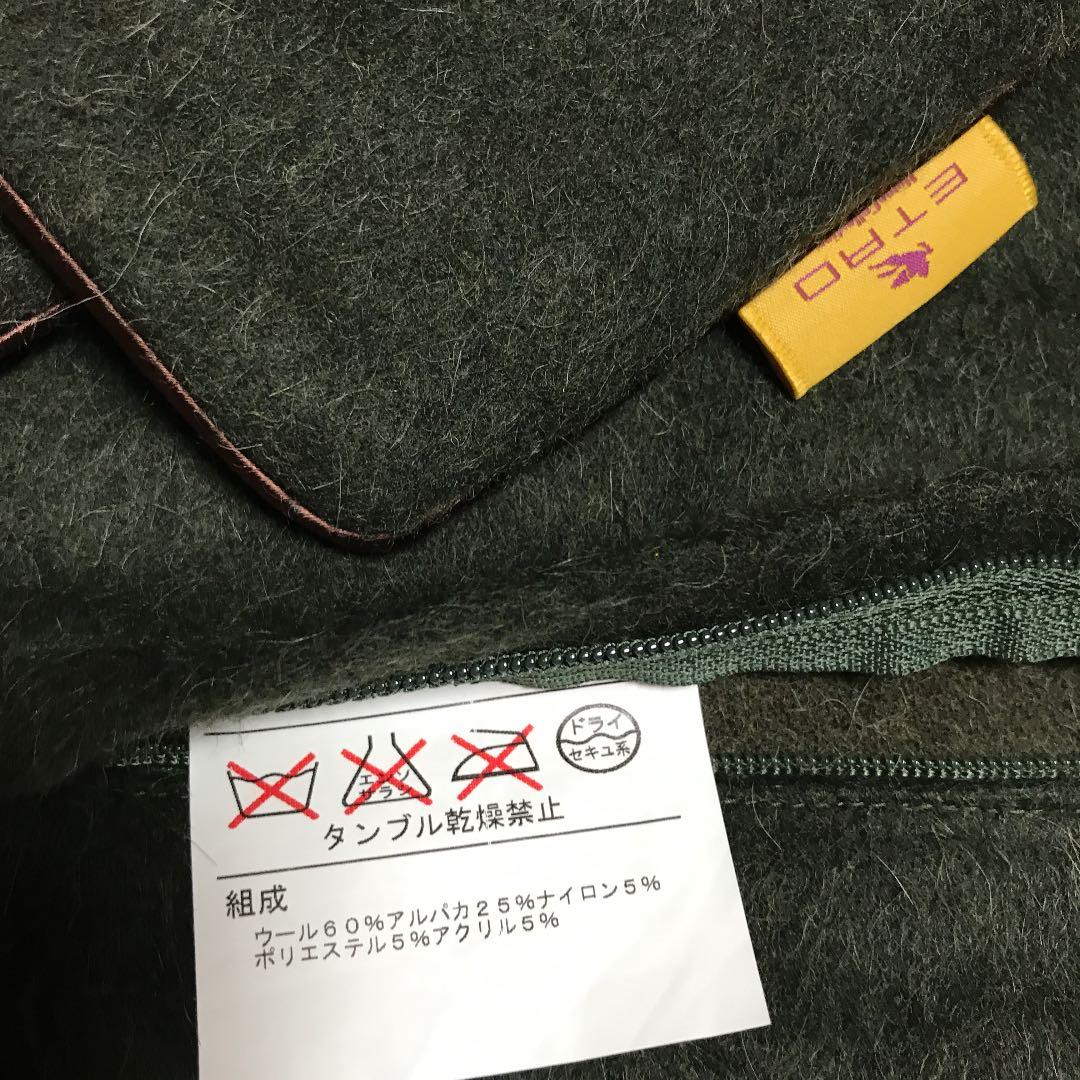 ETRO
エンソ
サラシ
ドライ
セキユ系
タンブル乾燥禁止
組成
ウール60%アルパカ25%ナイロン5%
ポリエステル5%アクリル5%